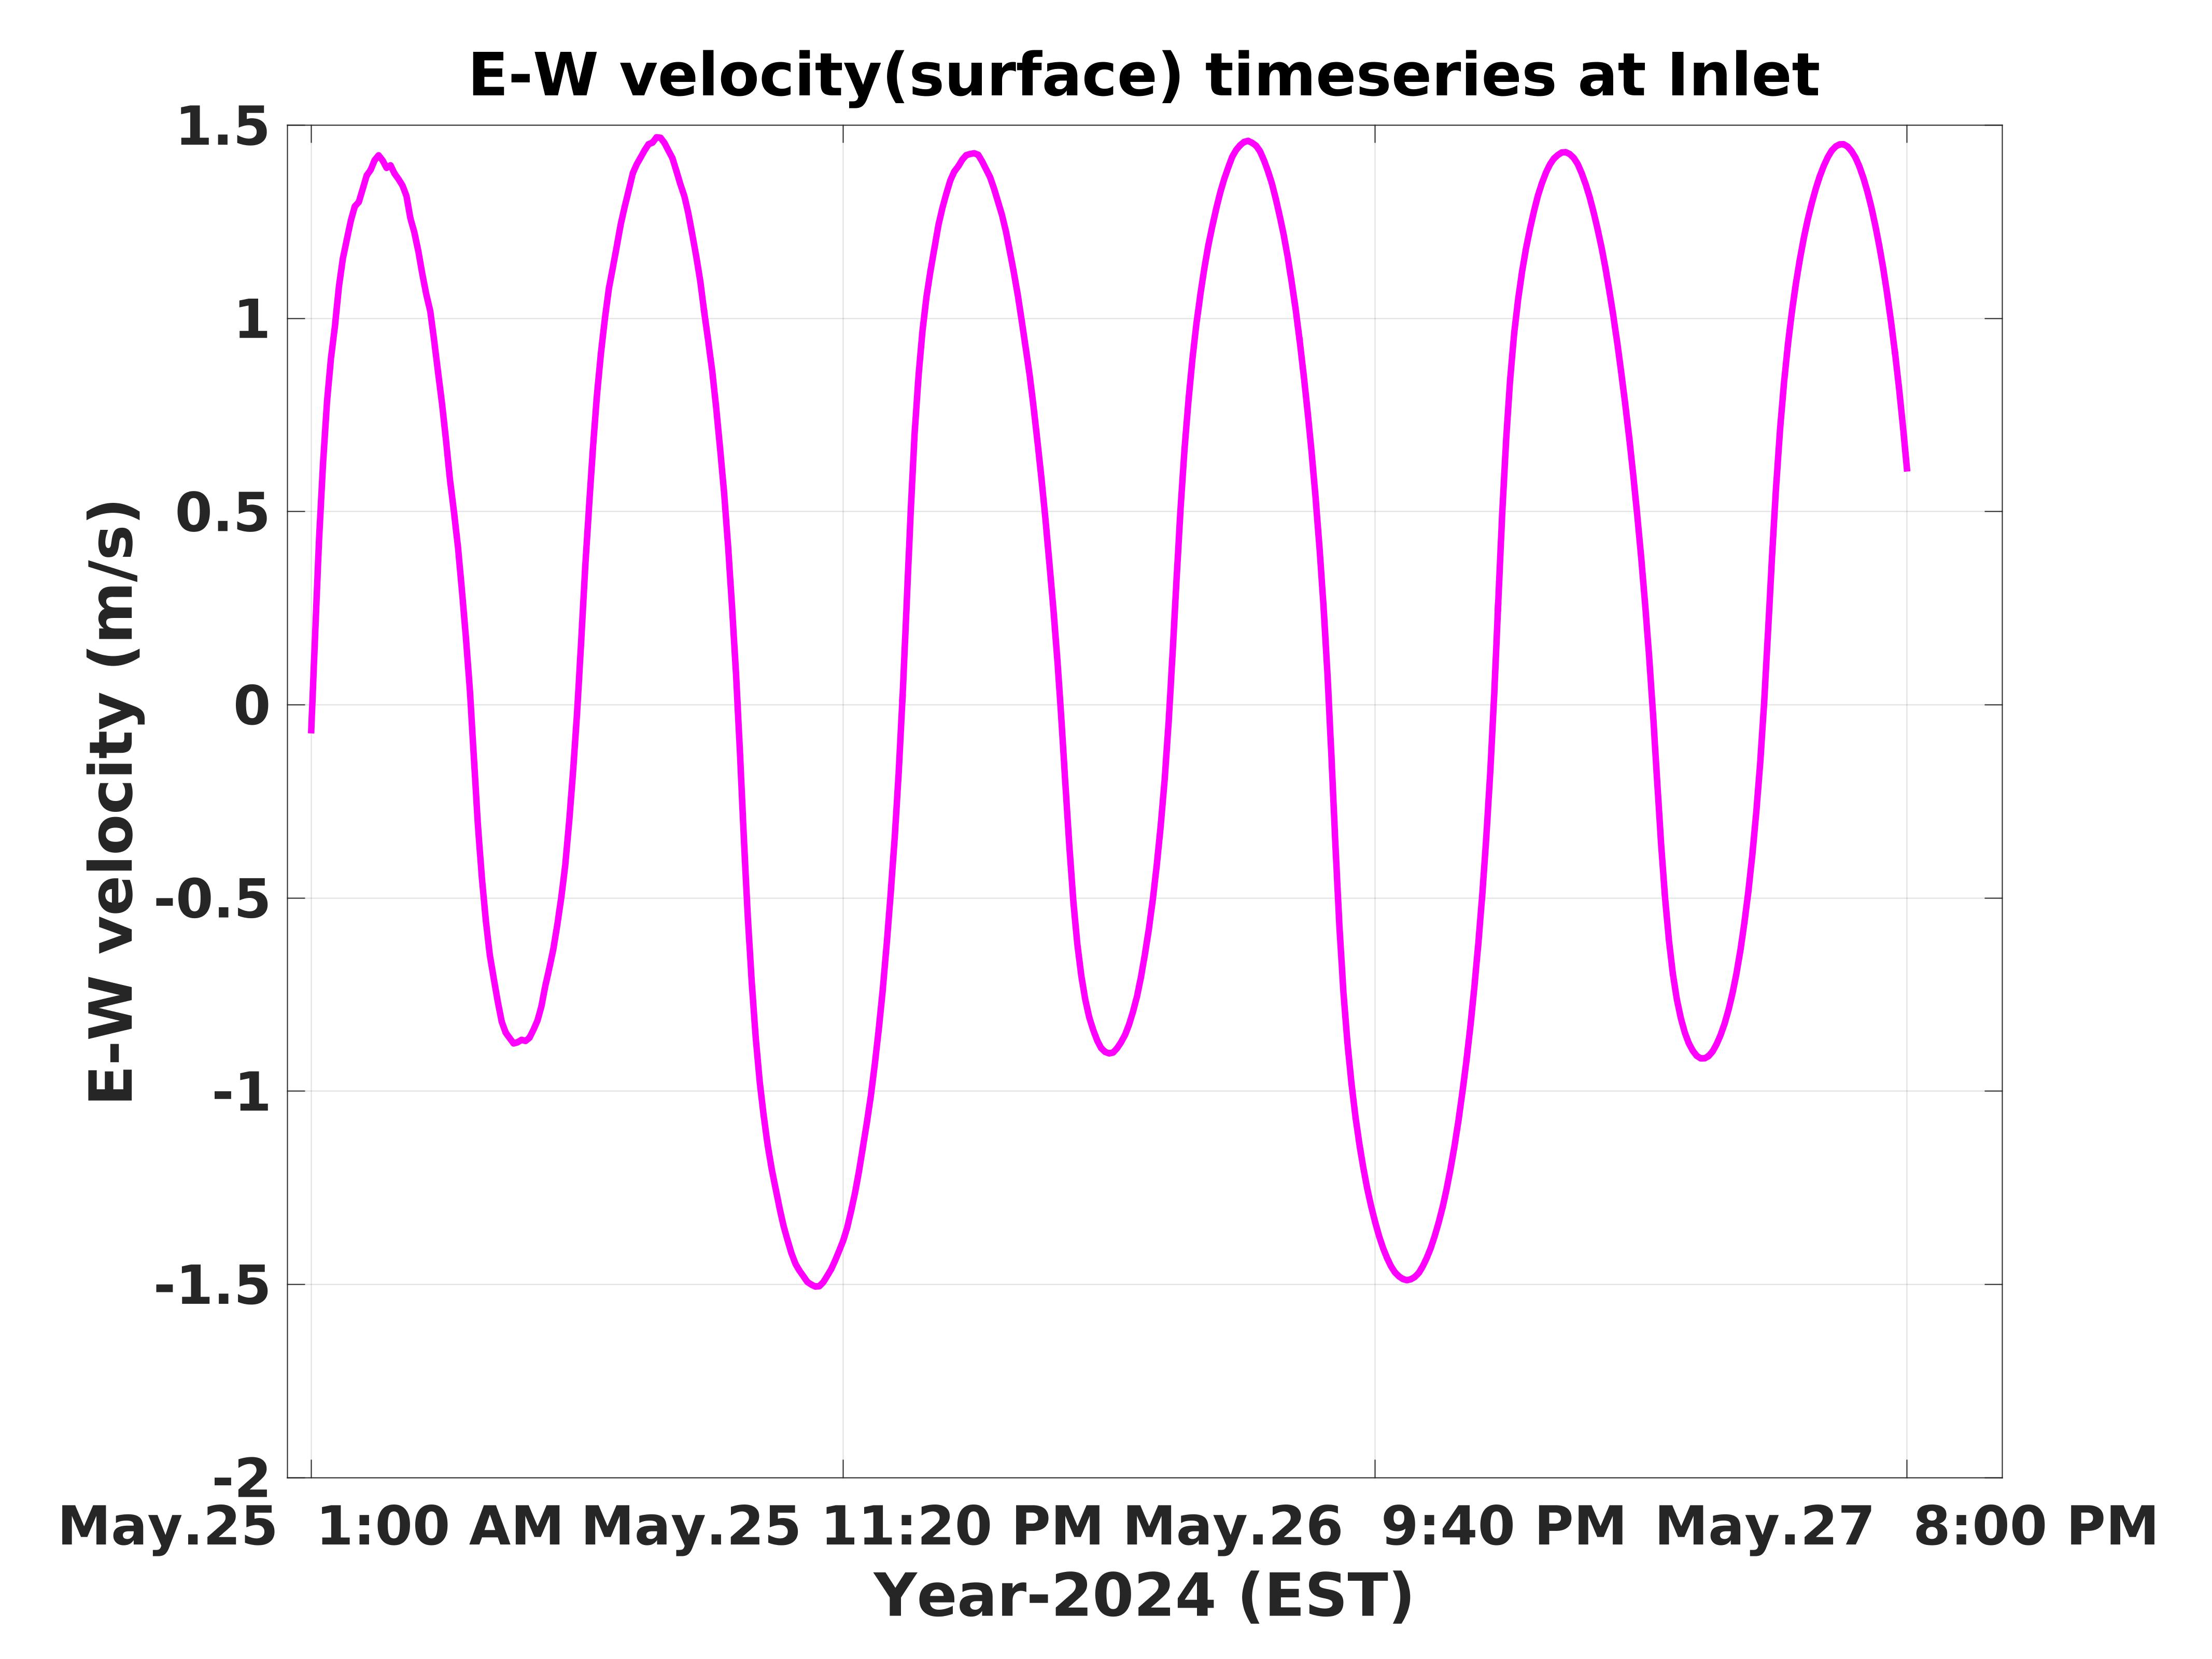 E-W velocity(surface) timeseries at Inlet
E-W velocity (m/s)
1.5
1
0.5
0
-0.5
-1
-1.5
-2
May.25 1:00 AM May.25 11:20 PM May.26 9:40 PM May.27 8:00 PM
Year-2024 (EST)